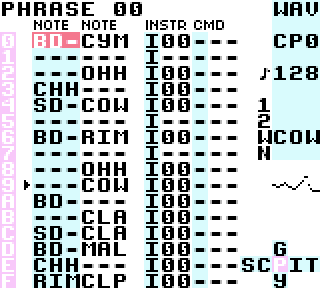 PHRASE 00 WAV
NOTE NOTE INSTR CMD
0 BD-CYM I00--- CP0
1 ------ I-----
2 ---OHH I00--- ♪128
3 CHH--- I00---
4 SD-COW I00--- 1
5 ------ I----- 2
6 BD-RIM I00--- W COW
7 ------ I----- N
8 ---OHH I00---
9 ---COW I00---
A BD---- I00---
B ---CLA I00---
C SD-CLA I00---
D BD-MAL I00--- G
E CHH--- I00---SCPIT
F RIMCLP I00--- y